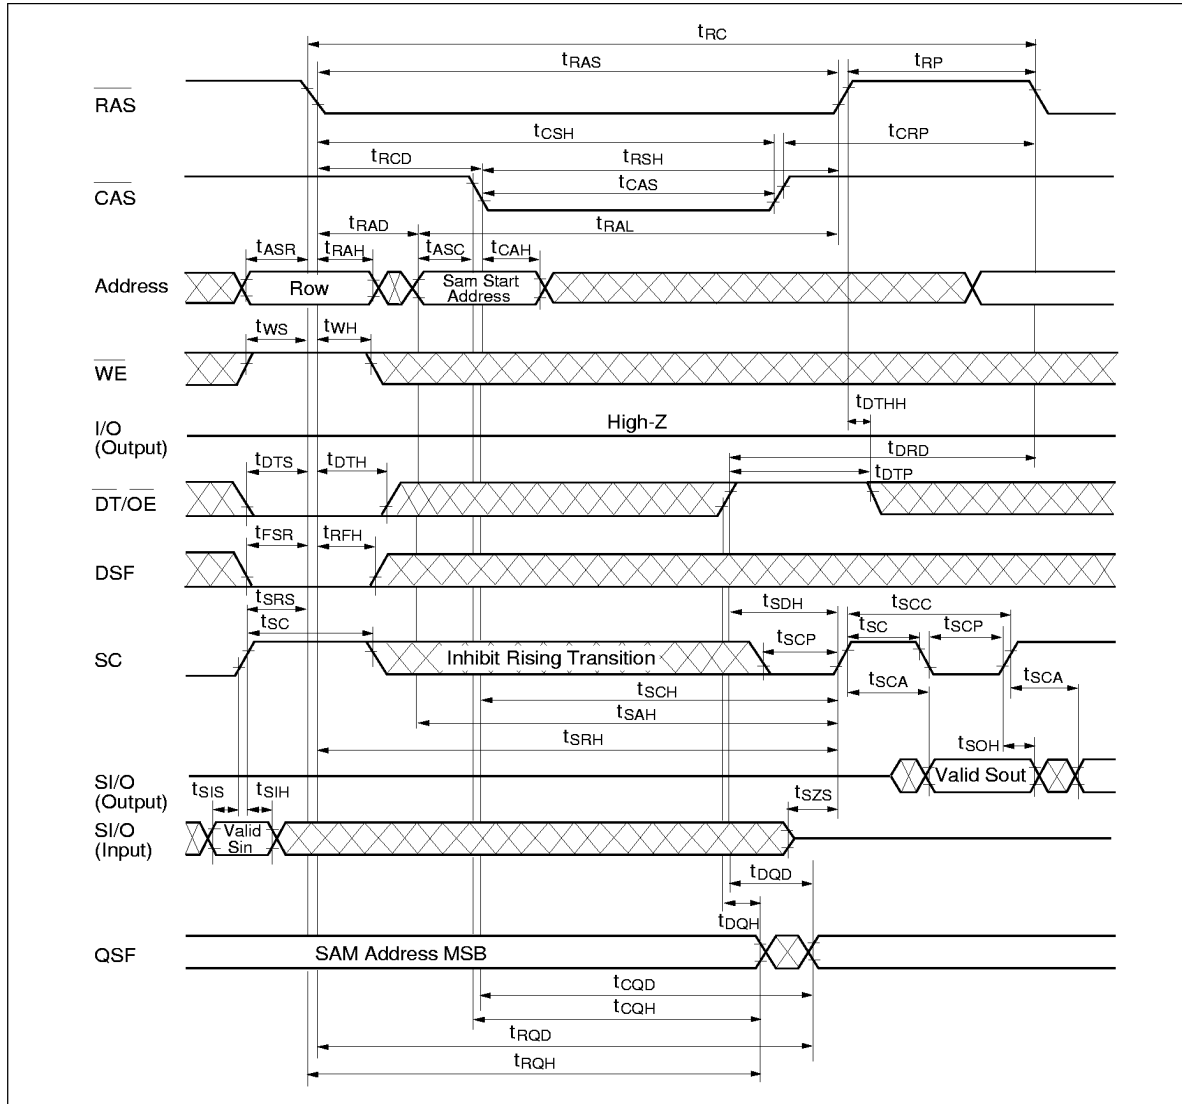 tRC
tRAS
tRP
RAS
tCSH
tCRP
tRCD
tRSH
CAS
tCAS
tRAD
tRAL
tASR
tRAH
tASC
tCAH
Address
Row
Sam Start
Address
tWS
tWH
WE
tDTHH
I/O
(Output)
High-Z
tDRD
tDTS
tDTH
tDTP
DT/OE
tFSR
tRFH
DSF
tSRS
tSDH
tSCC
tSC
tSCP
tSC
tSCP
SC
Inhibit Rising Transition
tSCH
tSCA
tSCA
tSAH
tSRH
tSOH
SI/O
(Output)
Valid Sout
tSIS
tSIH
tSZS
SI/O
(Input)
Valid
Sin
tDQD
tDQH
QSF
SAM Address MSB
tCQD
tCQH
tRQD
tRQH